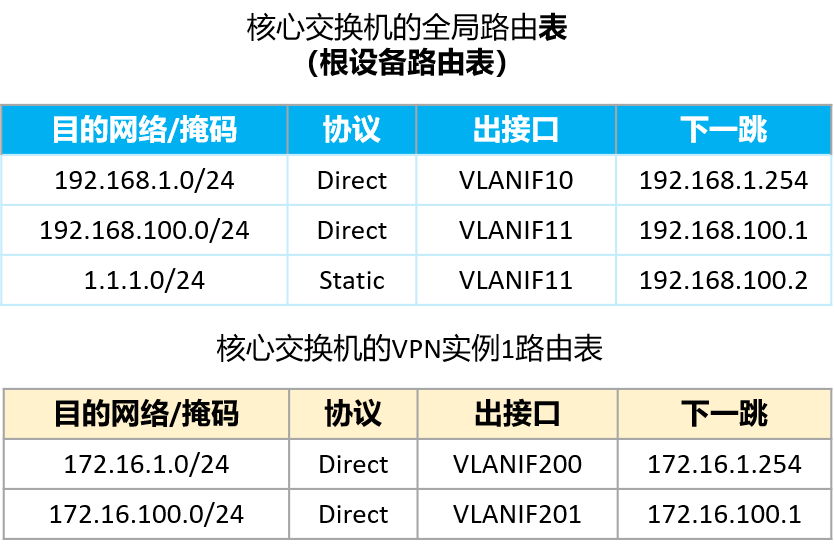 核心交换机的全局路由表
（根设备路由表）
目的网络/掩码 协议 出接口 下一跳
192.168.1.0/24 Direct VLANIF10 192.168.1.254
192.168.100.0/24 Direct VLANIF11 192.168.100.1
1.1.1.0/24 Static VLANIF11 192.168.100.2
核心交换机的VPN实例1路由表
目的网络/掩码 协议 出接口 下一跳
172.16.1.0/24 Direct VLANIF200 172.16.1.254
172.16.100.0/24 Direct VLANIF201 172.16.100.1